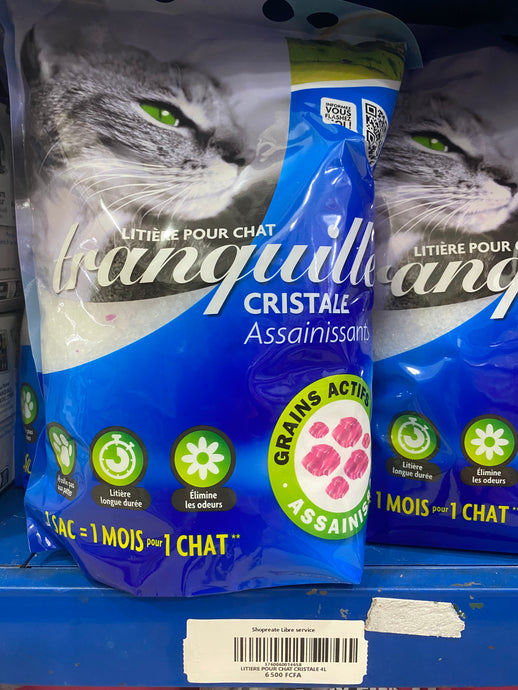 INFORMEZ
VOUS
FLASHEZ
LITIÈRE POUR CHAT
tranquille
CRISTALE
Assainissants
GRAINS ACTIFS
ASSAINISS
Litière
longue durée
Élimine
les odeurs
1 SAC = 1 MOIS pour 1 CHAT**
LITIÈRE POUR C
anq
Litière
longue durée
Élimine
les odeurs
1 MOIS pour 1 CHAT*
Shopreate Libre service
LITIERE POUR CHAT CRISTALE 4L
6 500 FCFA